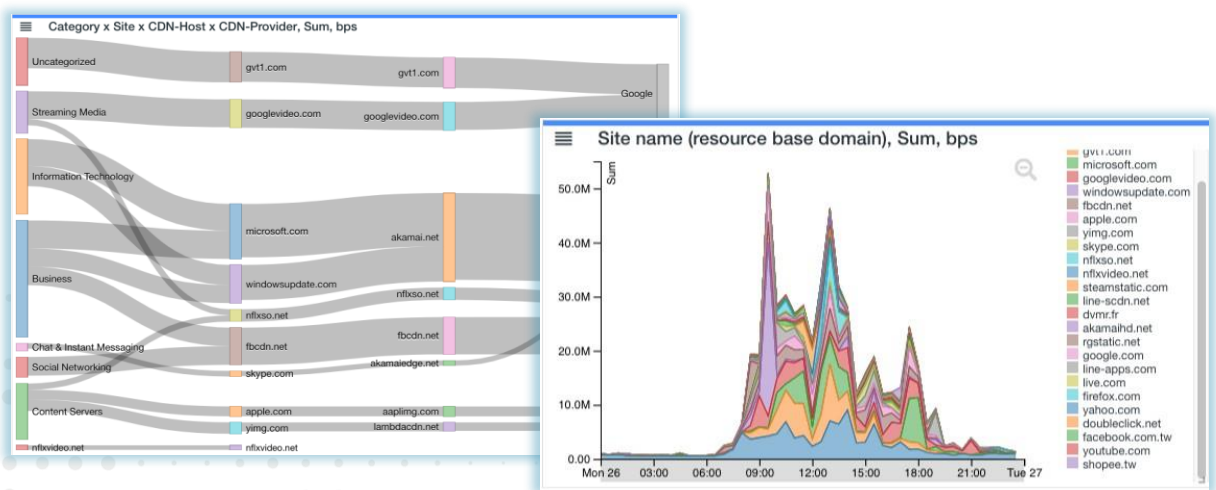 Category x Site x CDN-Host x CDN-Provider, Sum, bps
Uncategorized
gvt1.com
gvt1.com
Google
Streaming Media
googlevideo.com
googlevideo.com
Information Technology
microsoft.com
akamai.net
Business
windowsupdate.com
nflxso.net
nflxso.net
fbcdn.net
fbcdn.net
Chat & Instant Messaging
akamaiedge.net
Social Networking
skype.com
Content Servers
apple.com
aaplimg.com
yimg.com
lambdacdn.net
nflxvideo.net
nflxvideo.net
Site name (resource base domain), Sum, bps
Sum
50.0M
40.0M
30.0M
20.0M
10.0M
0.00
Mon 26 03:00 06:00 09:00 12:00 15:00 18:00 21:00 Tue 27
gvt1.com
microsoft.com
googlevideo.com
windowsupdate.com
fbcdn.net
apple.com
yimg.com
skype.com
nflxso.net
nflxvideo.net
steamstatic.com
line-scdn.net
dvmr.fr
akamaihd.net
rgstatic.net
google.com
line-apps.com
live.com
firefox.com
yahoo.com
doubleclick.net
facebook.com.tw
youtube.com
shopee.tw